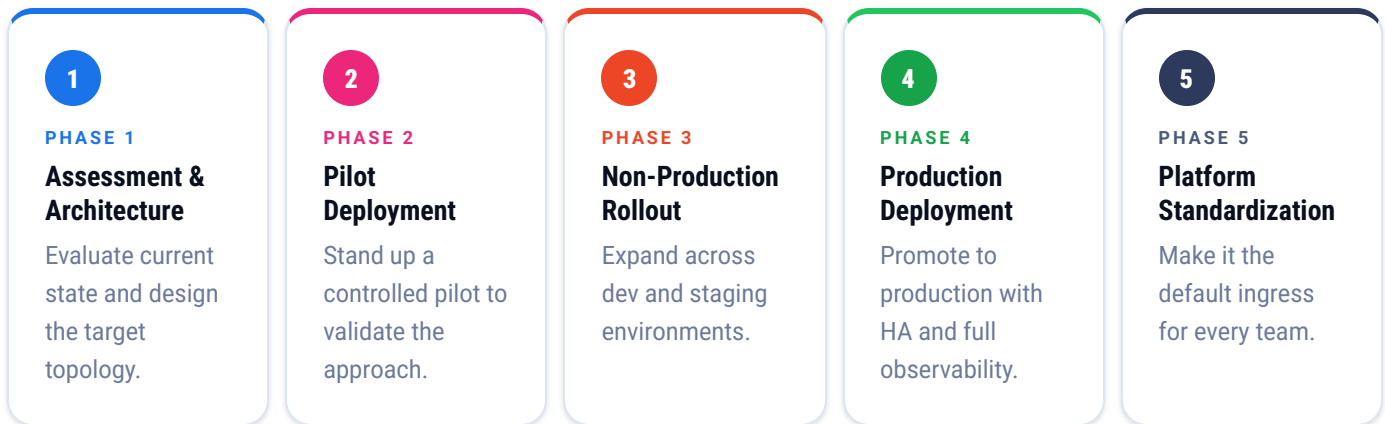 1
PHASE 1
Assessment &
Architecture
Evaluate current
state and design
the target
topology.
2
PHASE 2
Pilot
Deployment
Stand up a
controlled pilot to
validate the
approach.
3
PHASE 3
Non-Production
Rollout
Expand across
dev and staging
environments.
4
PHASE 4
Production
Deployment
Promote to
production with
HA and full
observability.
5
PHASE 5
Platform
Standardization
Make it the
default ingress
for every team.